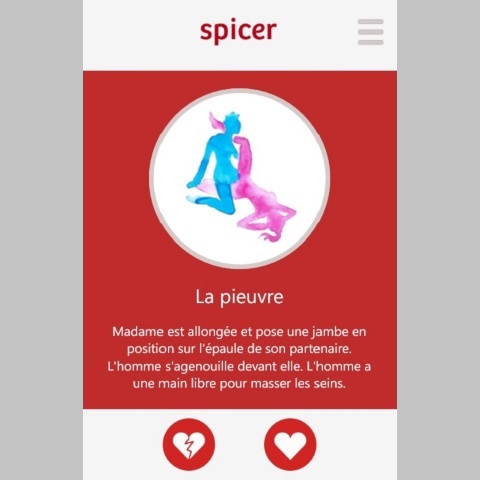 spicer
La pieuvre
Madame est allongée et pose une jambe en
position sur l'épaule de son partenaire.
L'homme s'agenouille devant elle. L'homme a
une main libre pour masser les seins.